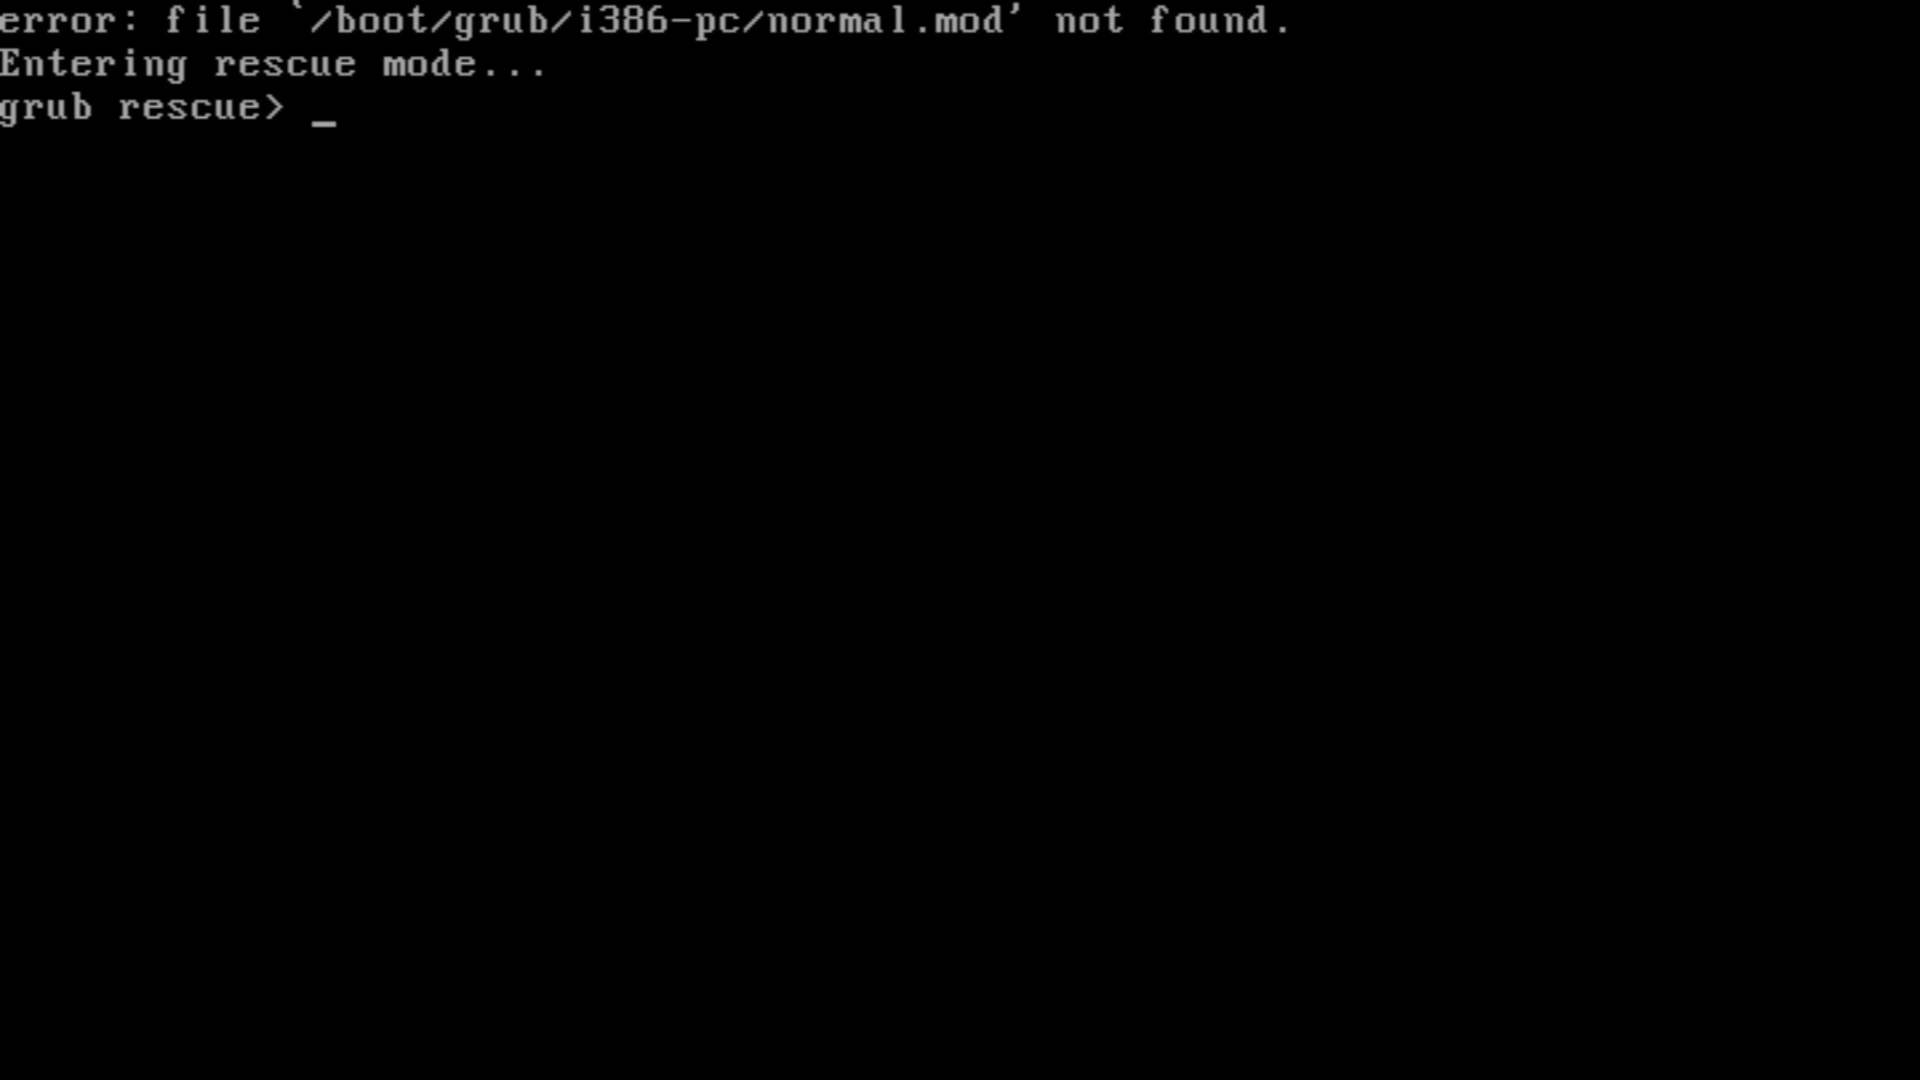 error: file `/boot/grub/i386-pc/normal.mod' not found.
Entering rescue mode...
grub rescue> _